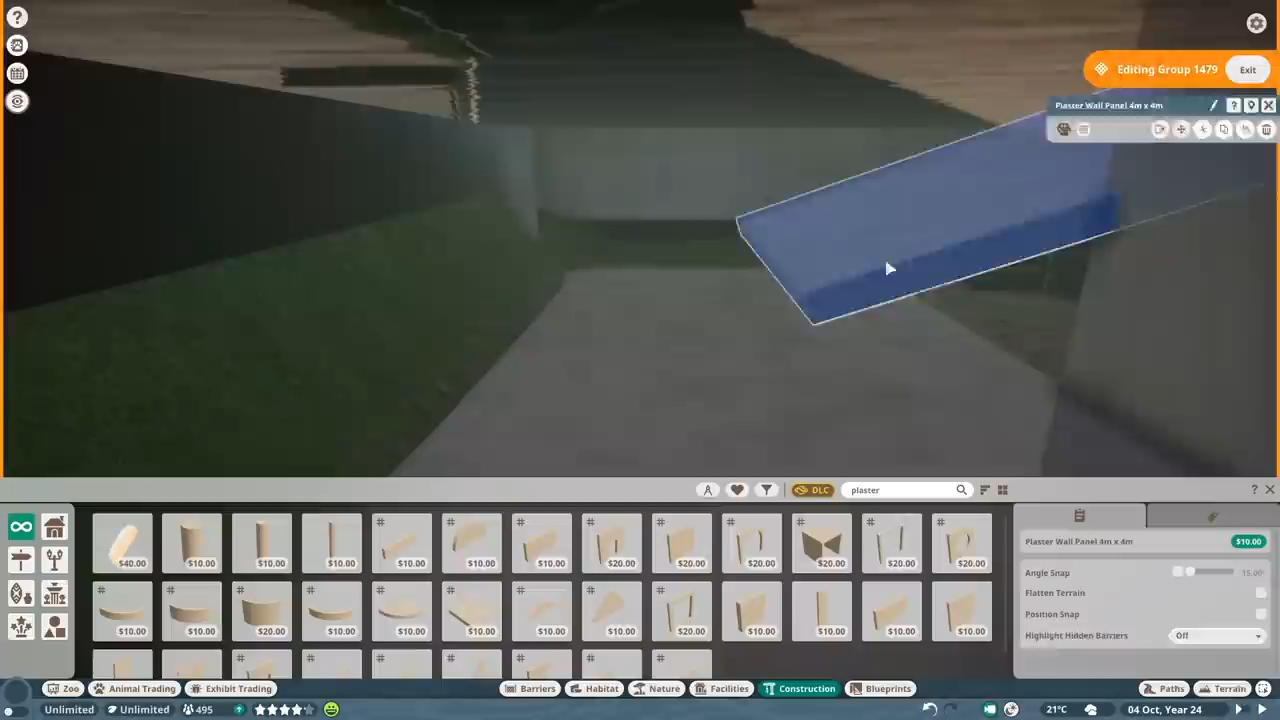 ?
Editing Group 1479
Exit
Plaster Wall Panel 4m x 4m
?
DLC
plaster
?
$40.00 $10.00 $10.00 $10.00 $10.00 $10.00 $10.00 $20.00 $20.00 $20.00 $20.00 $20.00 $20.00
$10.00 $10.00 $20.00 $10.00 $10.00 $10.00 $10.00 $10.00 $20.00 $10.00 $10.00 $10.00 $10.00
Plaster Wall Panel 4m x 4m $10.00
Angle Snap 15.00°
Flatten Terrain
Position Snap
Highlight Hidden Barriers Off
Zoo Animal Trading Exhibit Trading Barriers Habitat Nature Facilities Construction Blueprints Paths Terrain
Unlimited Unlimited 495 21°C 04 Oct, Year 24